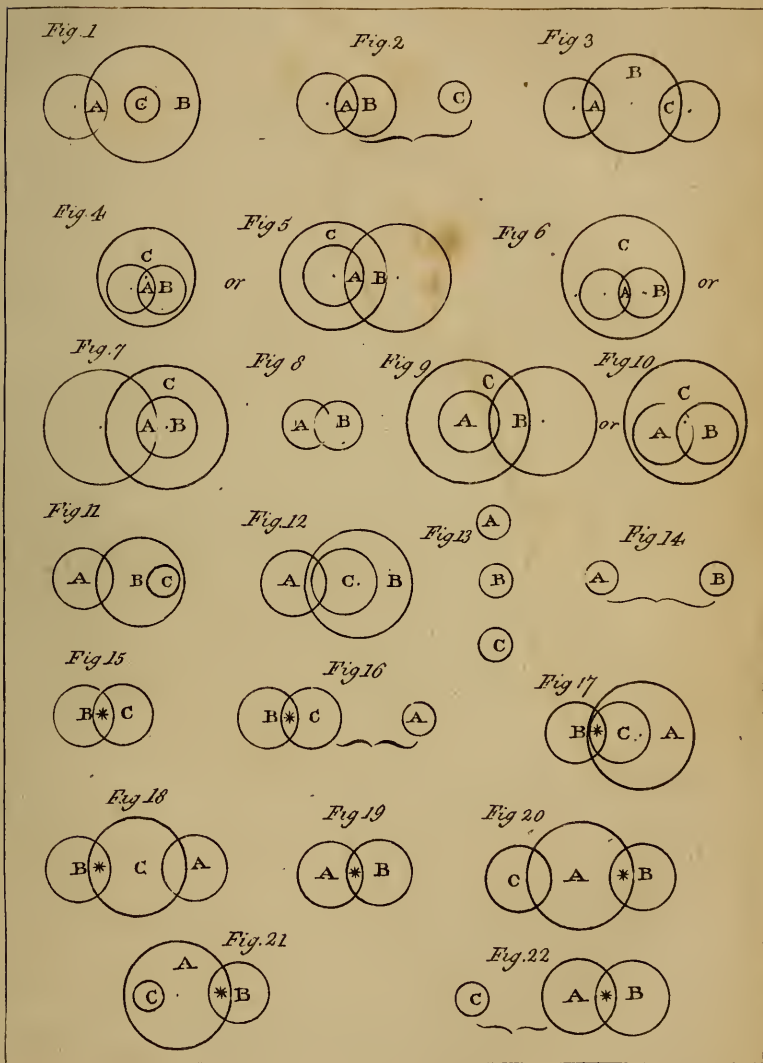 Fig. 1
Fig. 2
Fig 3
A C B
A B C
B
A C
Fig. 4
Fig 5
Fig 6
C
A B
or
C
A B
C
A B
or
Fig. 7
Fig 8
Fig 9
Fig 10
C
A B
A B
C
A B
or
C
A B
Fig. 11
Fig. 12
Fig. 13
Fig. 14
A B C
A C B
A
B
C
A B
Fig. 15
Fig. 16
Fig. 17
B * C
B * C A
B * C A
Fig. 18
Fig. 19
Fig. 20
B * C A
A * B
C A * B
Fig. 21
Fig. 22
A
C * B
C A * B